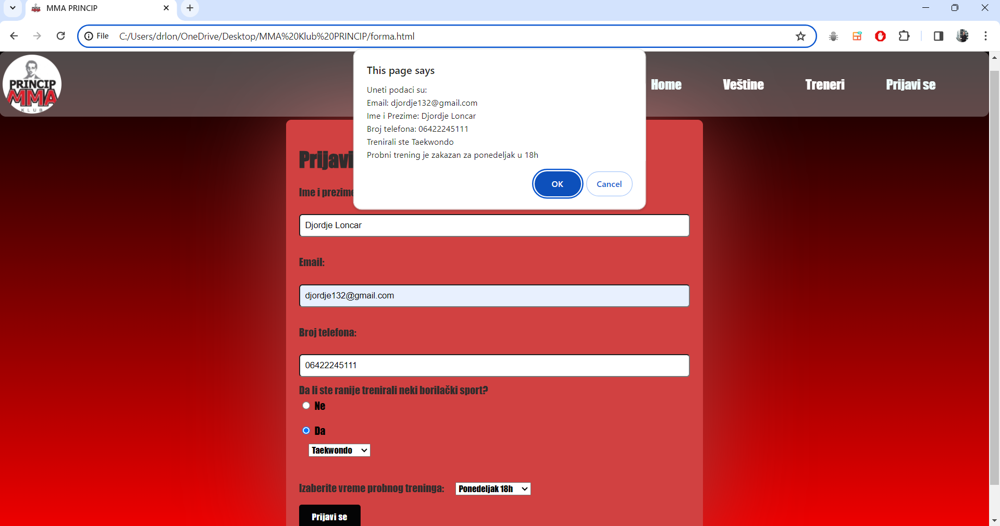 MMA PRINCIP
File
C:/Users/drlon/OneDrive/Desktop/MMA%20Klub%20PRINCIP/forma.html
PRINCIP
MMA
KLUB
Home
Veštine
Treneri
Prijavi se
This page says
Uneti podaci su:
Email: djordje132@gmail.com
Ime i Prezime: Djordje Loncar
Broj telefona: 06422245111
Trenirali ste Taekwondo
Probni trening je zakazan za ponedeljak u 18h
OK
Cancel
Prijavi
Ime i prezime
Djordje Loncar
Email:
djordje132@gmail.com
Broj telefona:
06422245111
Da li ste ranije trenirali neki borilački sport?
Ne
Da
Taekwondo
Izaberite vreme probnog treninga:
Ponedeljak 18h
Prijavi se